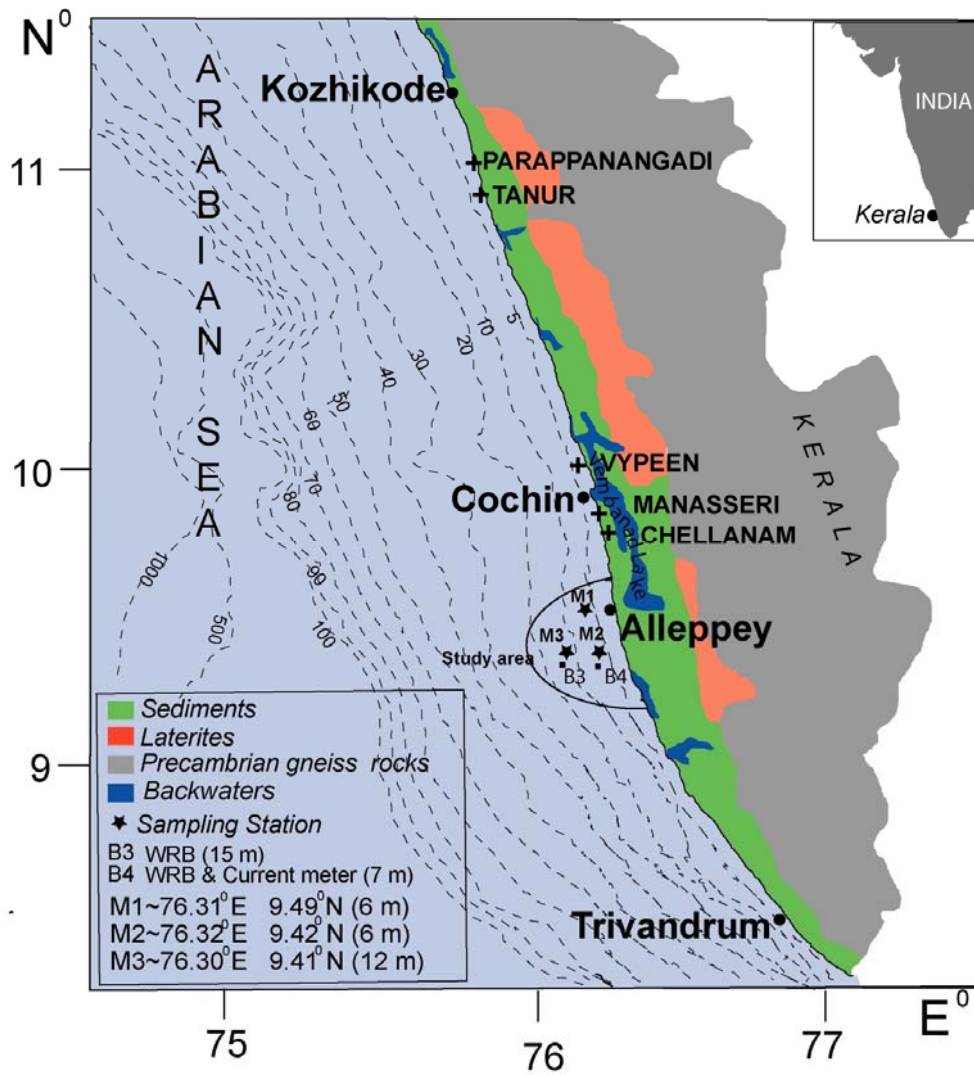 N⁰
ARABIAN SEA
Kozhikode
INDIA
Kerala
11
PARAPPANANGADI
TANUR
5
10
20
30
40
50
60
70
80
90
100
500
1000
KERALA
10
VYPEEN
Vembanad Lake
Cochin
MANASSERI
CHELLANAM
M1
Alleppey
M3 M2
Study area
B3 B4
Sediments
Laterites
Precambrian gneiss rocks
Backwaters
Sampling Station
B3 WRB (15 m)
B4 WRB & Current meter (7 m)
M1~76.31⁰E 9.49⁰N (6 m)
M2~76.32⁰E 9.42⁰N (6 m)
M3~76.30⁰E 9.41⁰N (12 m)
9
Trivandrum
75
76
77
E⁰